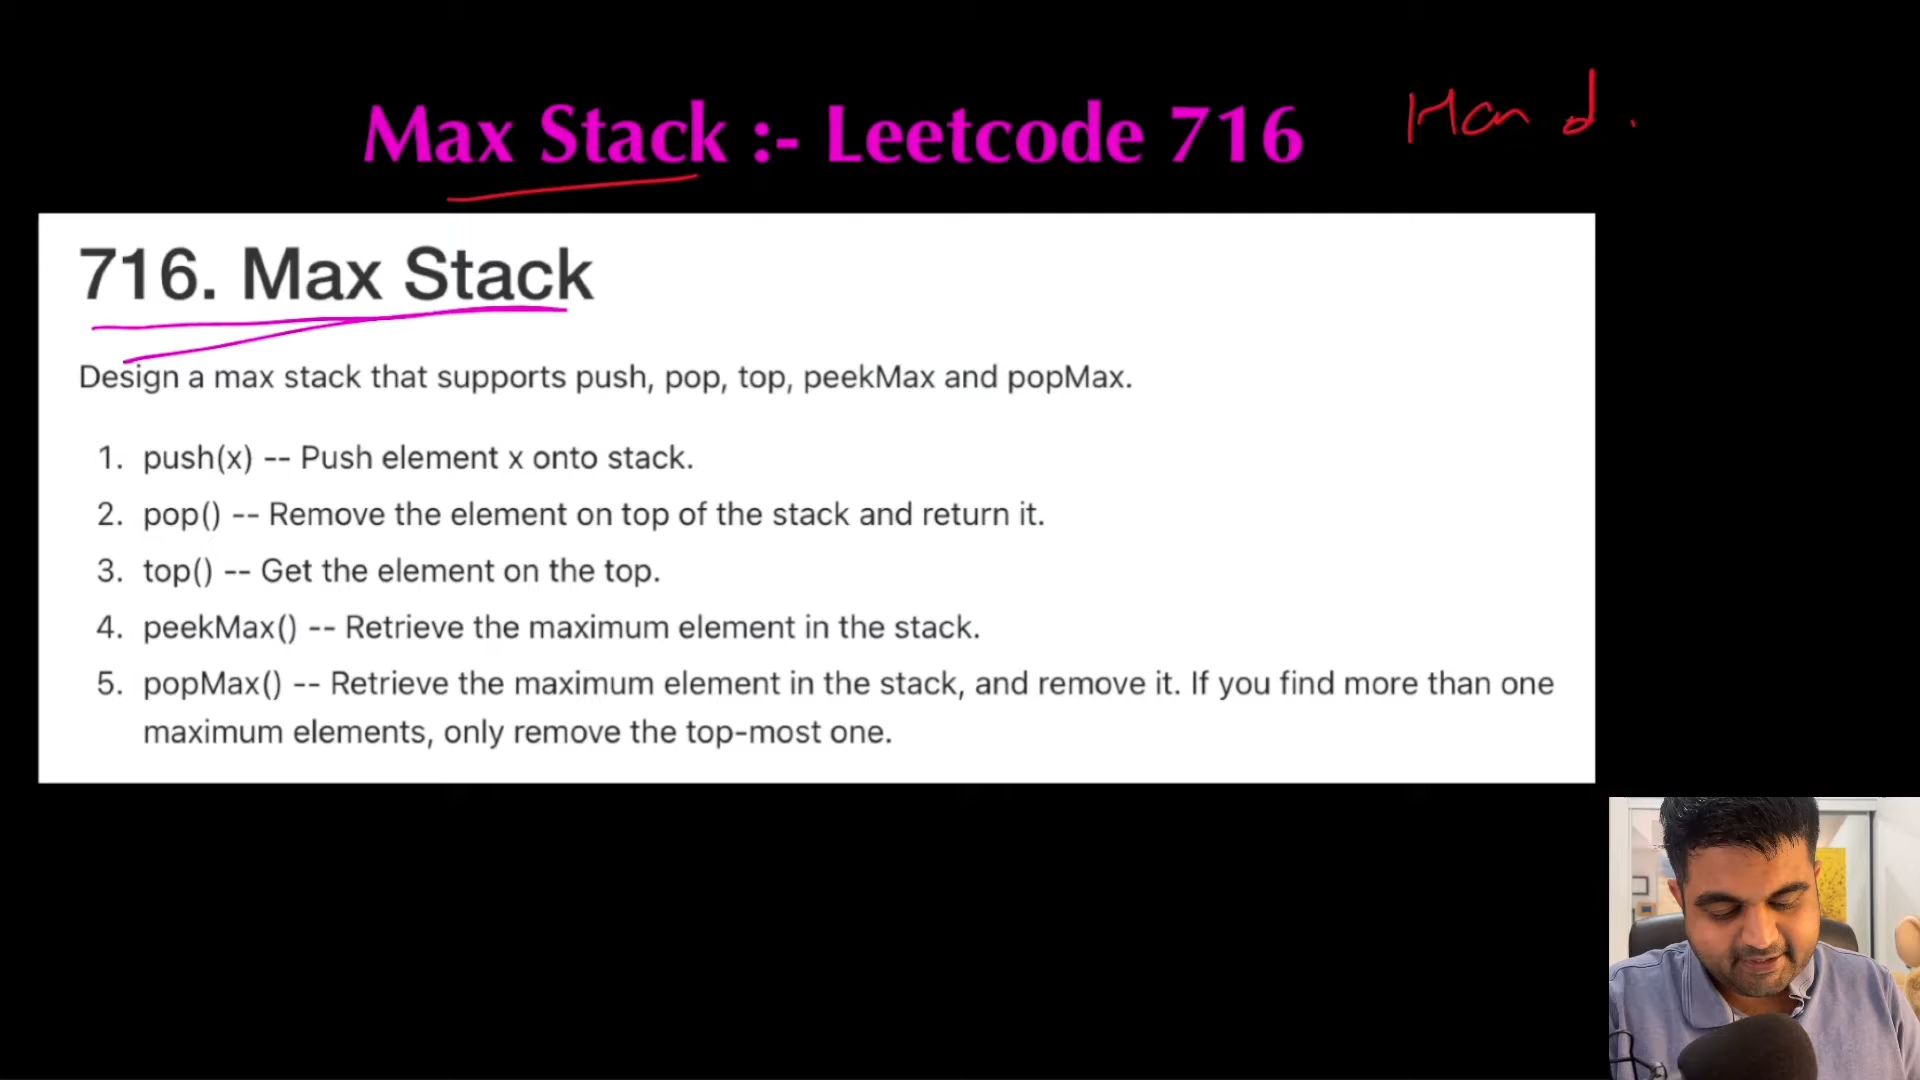 Max Stack :- Leetcode 716 Hard.
716. Max Stack
Design a max stack that supports push, pop, top, peekMax and popMax.
1. push(x) -- Push element x onto stack.
2. pop() -- Remove the element on top of the stack and return it.
3. top() -- Get the element on the top.
4. peekMax() -- Retrieve the maximum element in the stack.
5. popMax() -- Retrieve the maximum element in the stack, and remove it. If you find more than one
maximum elements, only remove the top-most one.